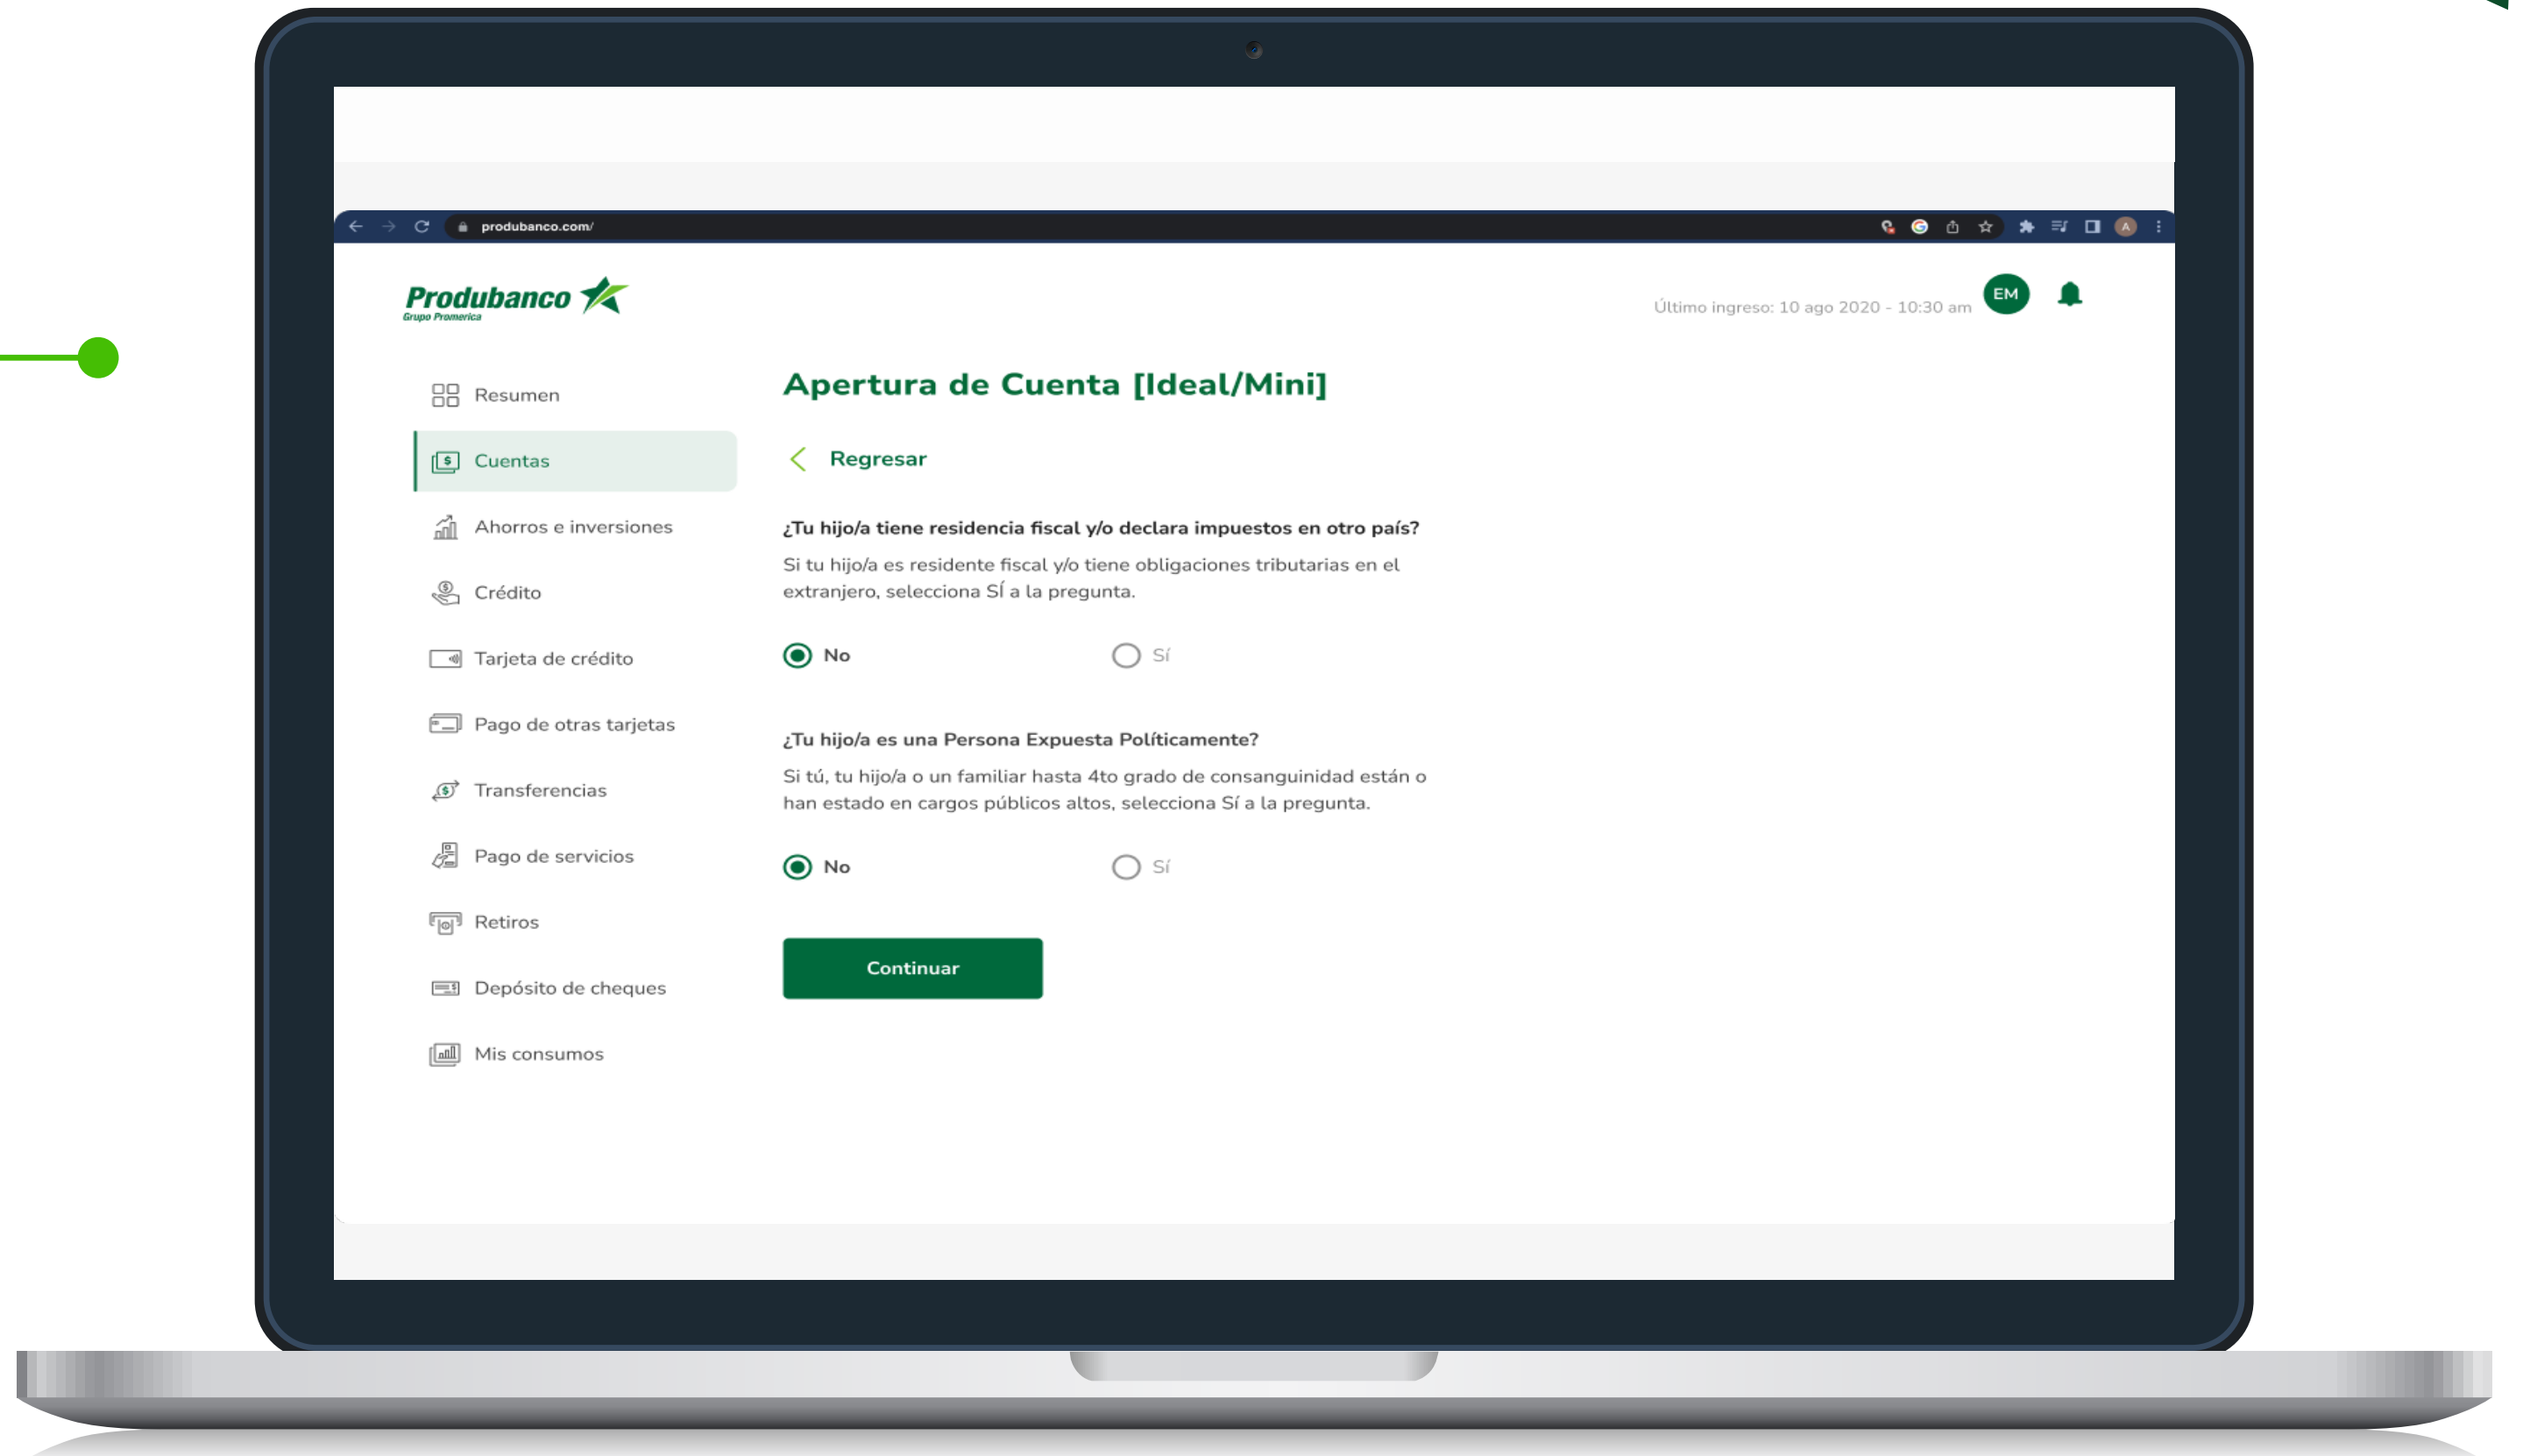 produbanco.com/
A
Produbanco
Grupo Promerica
Último ingreso: 10 ago 2020 - 10:30 am
EM
Apertura de Cuenta [Ideal/Mini]
Resumen
Cuentas
Ahorros e inversiones
Crédito
Tarjeta de crédito
Pago de otras tarjetas
Transferencias
Pago de servicios
Retiros
Depósito de cheques
Mis consumos
Regresar
¿Tu hijo/a tiene residencia fiscal y/o declara impuestos en otro país?
Si tu hijo/a es residente fiscal y/o tiene obligaciones tributarias en el
extranjero, selecciona SÍ a la pregunta.
No
Sí
¿Tu hijo/a es una Persona Expuesta Políticamente?
Si tú, tu hijo/a o un familiar hasta 4to grado de consanguinidad están o
han estado en cargos públicos altos, selecciona Sí a la pregunta.
No
Sí
Continuar